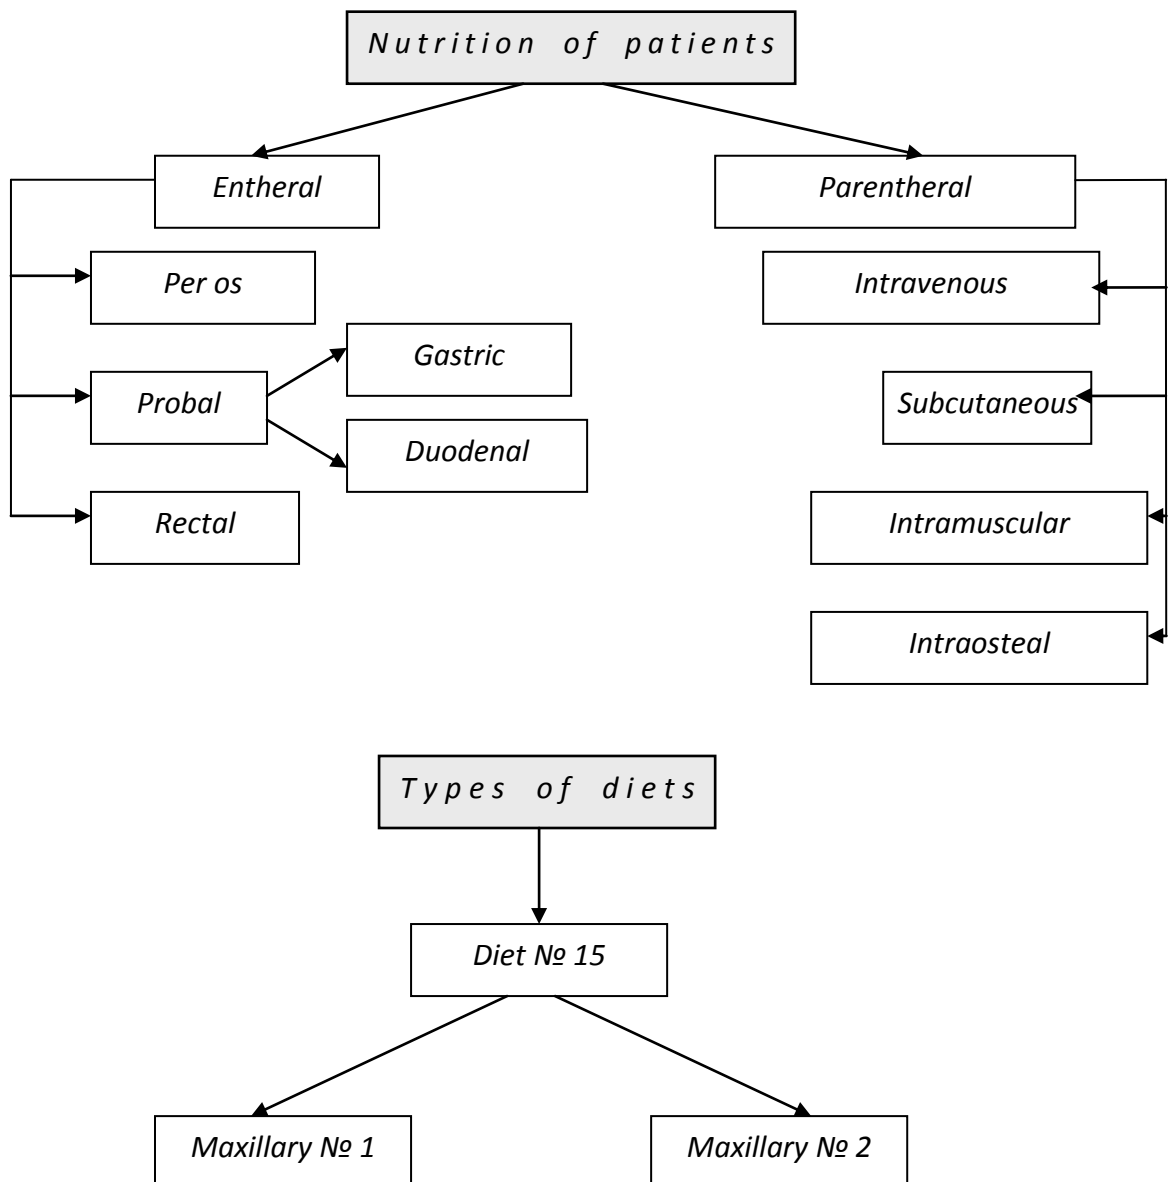 Nutrition of patients
Entheral
Parentheral
Per os
Intravenous
Gastric
Probal
Subcutaneous
Duodenal
Rectal
Intramuscular
Intraosteal
Types of diets
Diet № 15
Maxillary № 1
Maxillary № 2